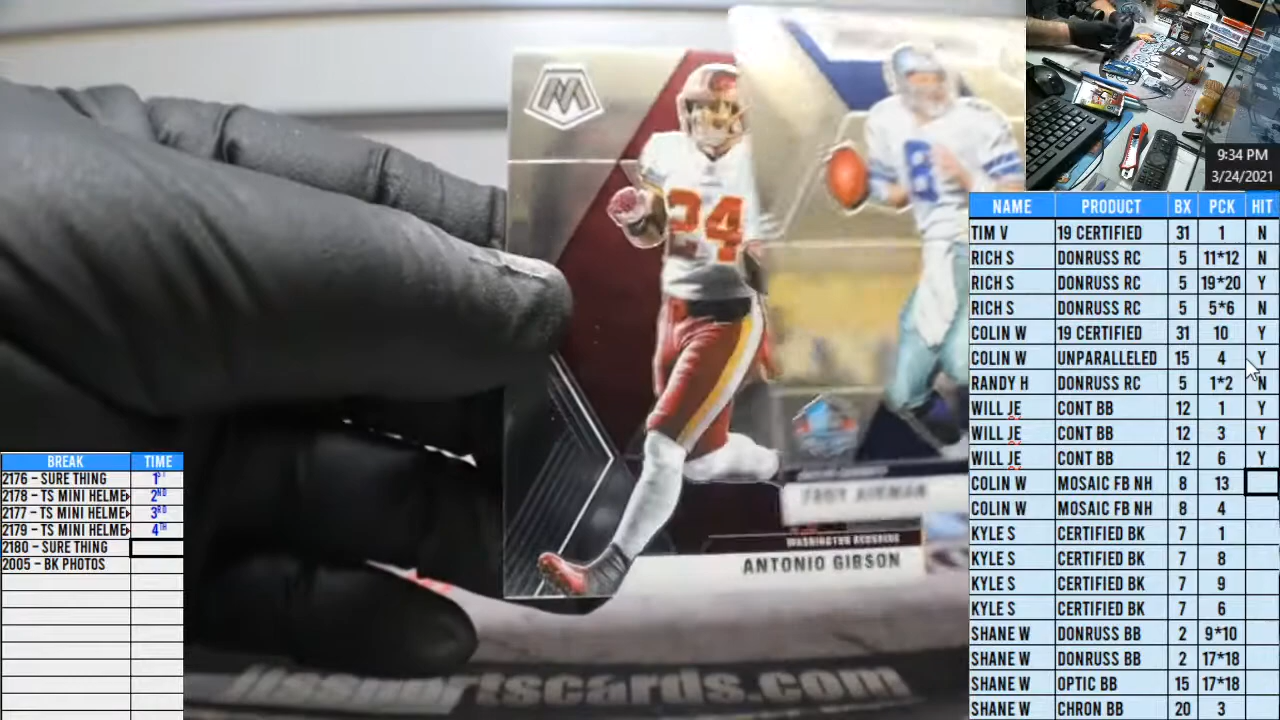 9:34 PM
3/24/2021
NAME PRODUCT BX PCK HIT
TIM V 19 CERTIFIED 31 1 N
RICH S DONRUSS RC 5 11*12 N
RICH S DONRUSS RC 5 19*20 Y
RICH S DONRUSS RC 5 5*6 N
COLIN W 19 CERTIFIED 31 10 Y
COLIN W UNPARALLELED 15 4 Y
RANDY H DONRUSS RC 5 1*2 N
WILL JE CONT BB 12 1 Y
WILL JE CONT BB 12 3 Y
WILL JE CONT BB 12 6 Y
COLIN W MOSAIC FB NH 8 13
COLIN W MOSAIC FB NH 8 4
KYLE S CERTIFIED BK 7 1
KYLE S CERTIFIED BK 7 8
KYLE S CERTIFIED BK 7 9
KYLE S CERTIFIED BK 7 6
SHANE W DONRUSS BB 2 9*10
SHANE W DONRUSS BB 2 17*18
SHANE W OPTIC BB 15 17*18
SHANE W CHRON BB 20 3
BREAK TIME
2176 – SURE THING 1ST
2178 – TS MINI HELME 2ND
2177 – TS MINI HELME 3RD
2179 – TS MINI HELME 4TH
2180 – SURE THING
2005 – BK PHOTOS
M
24
8
TROY AIKMAN
WASHINGTON REDSKINS
ANTONIO GIBSON
sportscards.com